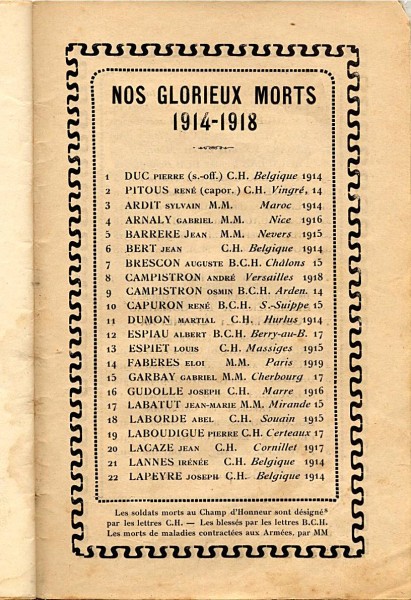 NOS GLORIEUX MORTS
1914-1918
1 DUC PIERRE (s.-off.) C.H. Belgique 1914
2 PITOUS RENÉ (capor.) C.H. Vingré, 14
3 ARDIT SYLVAIN M.M. Maroc 1914
4 ARNALY GABRIEL M.M. Nice 1916
5 BARRERE JEAN M.M. Nevers 1915
6 BERT JEAN C.H. Belgique 1914
7 BRESCON AUGUSTE B.C.H. Châlons 15
8 CAMPISTRON ANDRÉ Versailles 1918
9 CAMPISTRON OSMIN B.C.H. Arden. 14
10 CAPURON RENÉ B.C.H. S.-Suippe 15
11 DUMON MARTIAL C.H. Hurlus 1914
12 ESPIAU ALBERT B.C.H. Berry-au-B. 17
13 ESPIET LOUIS C.H. Massiges 1915
14 FABÈRES ELOI M.M. Paris 1919
15 GARBAY GABRIEL M.M. Cherbourg 17
16 GUDOLLE JOSEPH C.H. Marre 1916
17 LABATUT JEAN-MARIE M.M. Mirande 15
18 LABORDE ABEL C.H. Souain 1915
19 LABOUDIGUE PIERRE C.H. Certeaux 17
20 LACAZE JEAN C.H. Cornillet 1917
21 LANNES IRÉNÉE C.H. Belgique 1914
22 LAPEYRE JOSEPH C.H. Belgique 1914
Les soldats morts au Champ d'Honneur sont désignés
par les lettres C.H. — Les blessés par les lettres B.C.H.
Les morts de maladies contractées aux Armées, par MM